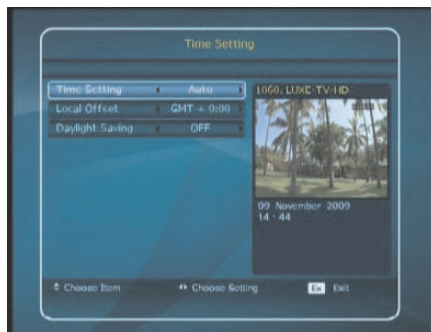 Time Setting
Time Setting Auto
Local Offset GMT + 0:00
Daylight Saving OFF
1060. LUXE-TV-HD
09 November 2009
14 : 44
Choose Item Choose Setting Ex Exit